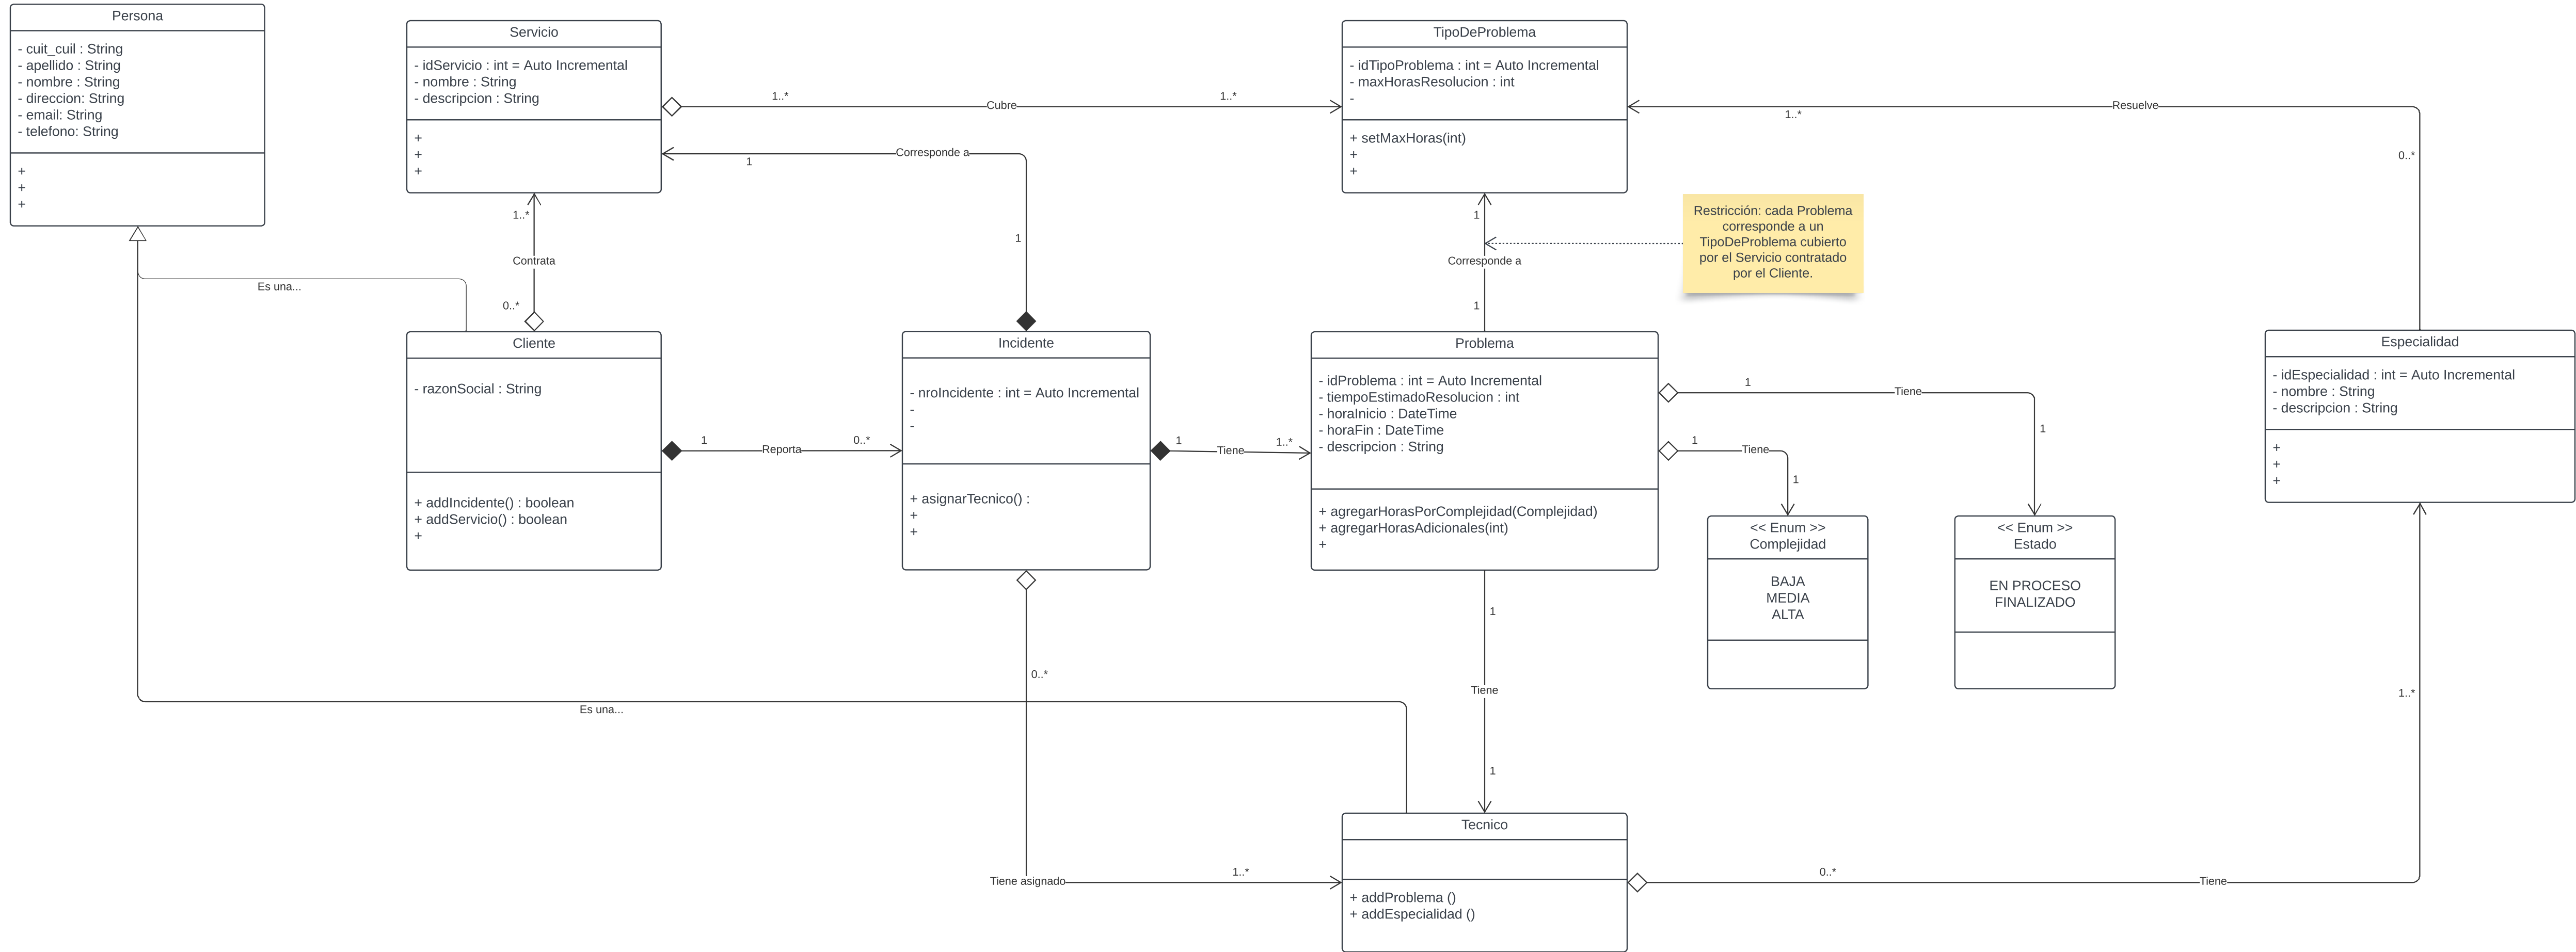 Persona
- cuit_cuil : String
- apellido : String
- nombre : String
- direccion: String
- email: String
- telefono: String
+
+
+
Servicio
- idServicio : int = Auto Incremental
- nombre : String
- descripcion : String
+
+
+
1..*
Cubre
1..*
TipoDeProblema
- idTipoProblema : int = Auto Incremental
- maxHorasResolucion : int
-
+ setMaxHoras(int)
+
+
1..*
Resuelve
0..*
1
Corresponde a
1
1..*
Contrata
0..*
1
Corresponde a
1
Restricción: cada Problema
corresponde a un
TipoDeProblema cubierto
por el Servicio contratado
por el Cliente.
Es una...
Cliente
- razonSocial : String
+ addIncidente() : boolean
+ addServicio() : boolean
+
1
Reporta
0..*
Incidente
- nroIncidente : int = Auto Incremental
-
-
+ asignarTecnico() :
+
+
1
Tiene
1..*
Problema
- idProblema : int = Auto Incremental
- tiempoEstimadoResolucion : int
- horaInicio : DateTime
- horaFin : DateTime
- descripcion : String
+ agregarHorasPorComplejidad(Complejidad)
+ agregarHorasAdicionales(int)
+
1
Tiene
1
1
Tiene
1
Especialidad
- idEspecialidad : int = Auto Incremental
- nombre : String
- descripcion : String
+
+
+
<< Enum >>
Complejidad
BAJA
MEDIA
ALTA
<< Enum >>
Estado
EN PROCESO
FINALIZADO
1
Tiene
1
0..*
Es una...
Tiene asignado
1..*
Tecnico
+ addProblema ()
+ addEspecialidad ()
0..*
Tiene
1..*